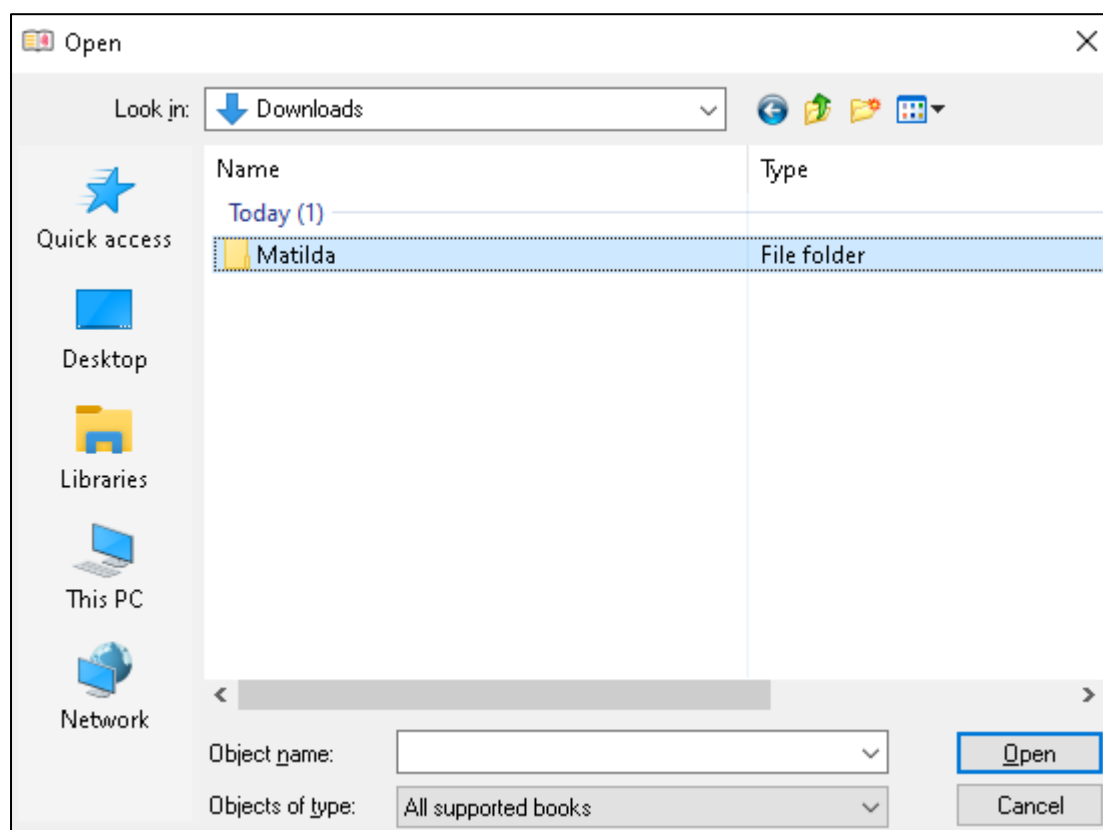 Open
Look in: Downloads
Name Type
Today (1)
Matilda File folder
Quick access
Desktop
Libraries
This PC
Network
Object name: Open
Objects of type: All supported books Cancel